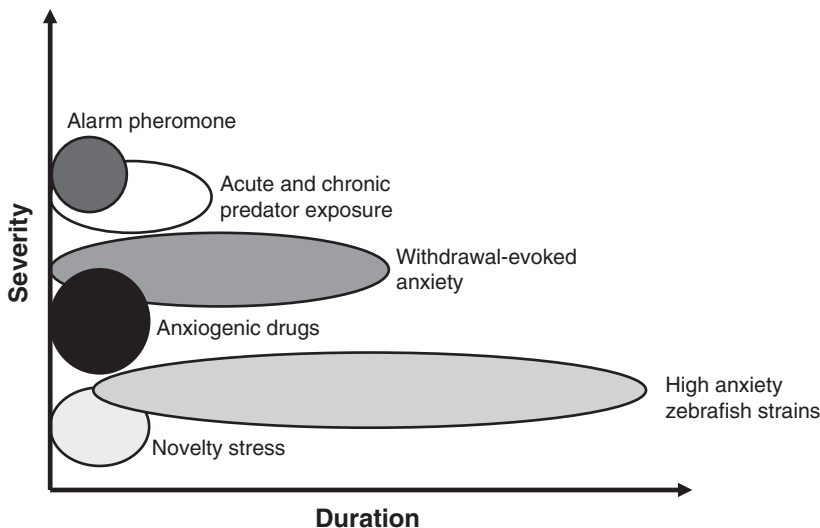 Alarm pheromone
Acute and chronic
predator exposure
Severity
Withdrawal-evoked
anxiety
Anxiogenic drugs
High anxiety
zebrafish strains
Novelty stress
Duration